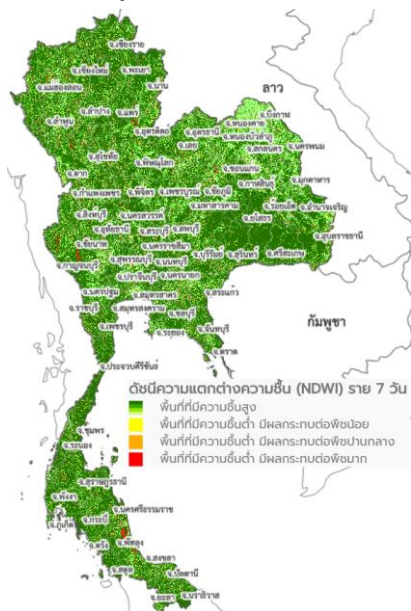 จ.เชียงราย
จ.เชียงใหม่
จ.พะเยา
จ.แม่ฮ่องสอน
จ.น่าน
จ.ลำปาง
จ.แพร่
จ.ลำพูน
จ.อุตรดิตถ์
ลาว
จ.บึงกาฬ
จ.หนองคาย
จ.อุดรธานี
จ.หนองบัวลำภู
จ.เลย
จ.สกลนคร
จ.นครพนม
จ.สุโขทัย
จ.พิษณุโลก
จ.ขอนแก่น
จ.กาฬสินธุ์
จ.มุกดาหาร
จ.ตาก
จ.กำแพงเพชร
จ.พิจิตร
จ.เพชรบูรณ์
จ.ชัยภูมิ
จ.มหาสารคาม
จ.ร้อยเอ็ด
จ.อำนาจเจริญ
จ.ยโสธร
จ.สิงห์บุรี
จ.นครสวรรค์
จ.อุทัยธานี
จ.สระบุรี
จ.ลพบุรี
จ.อุบลราชธานี
จ.ชัยนาท
จ.นครราชสีมา
จ.กาญจนบุรี
จ.สุพรรณบุรี
จ.นนทบุรี
จ.บุรีรัมย์
จ.สุรินทร์
จ.ศรีสะเกษ
จ.ปราจีนบุรี
จ.นครนายก
จ.นครปฐม
จ.สมุทรสาคร
จ.สระแก้ว
จ.ราชบุรี
จ.สมุทรสงคราม
จ.ชลบุรี
กัมพูชา
จ.เพชรบุรี
จ.ระยอง
จ.จันทบุรี
จ.ตราด
จ.ประจวบคีรีขันธ์
ดัชนีความแตกต่างความชื้น (NDWI) ราย 7 วัน
พื้นที่ที่มีความชื้นสูง
พื้นที่ที่มีความชื้นต่ำ มีผลกระทบต่อพืชน้อย
พื้นที่ที่มีความชื้นต่ำ มีผลกระทบต่อพืชปานกลาง
พื้นที่ที่มีความชื้นต่ำ มีผลกระทบต่อพืชมาก
จ.ชุมพร
จ.ระนอง
จ.สุราษฎร์ธานี
จ.พังงา
จ.นครศรีธรรมราช
จ.ภูเก็ต
จ.กระบี่
จ.ตรัง
จ.พัทลุง
จ.สงขลา
จ.สตูล
จ.ปัตตานี
จ.ยะลา
จ.นราธิวาส